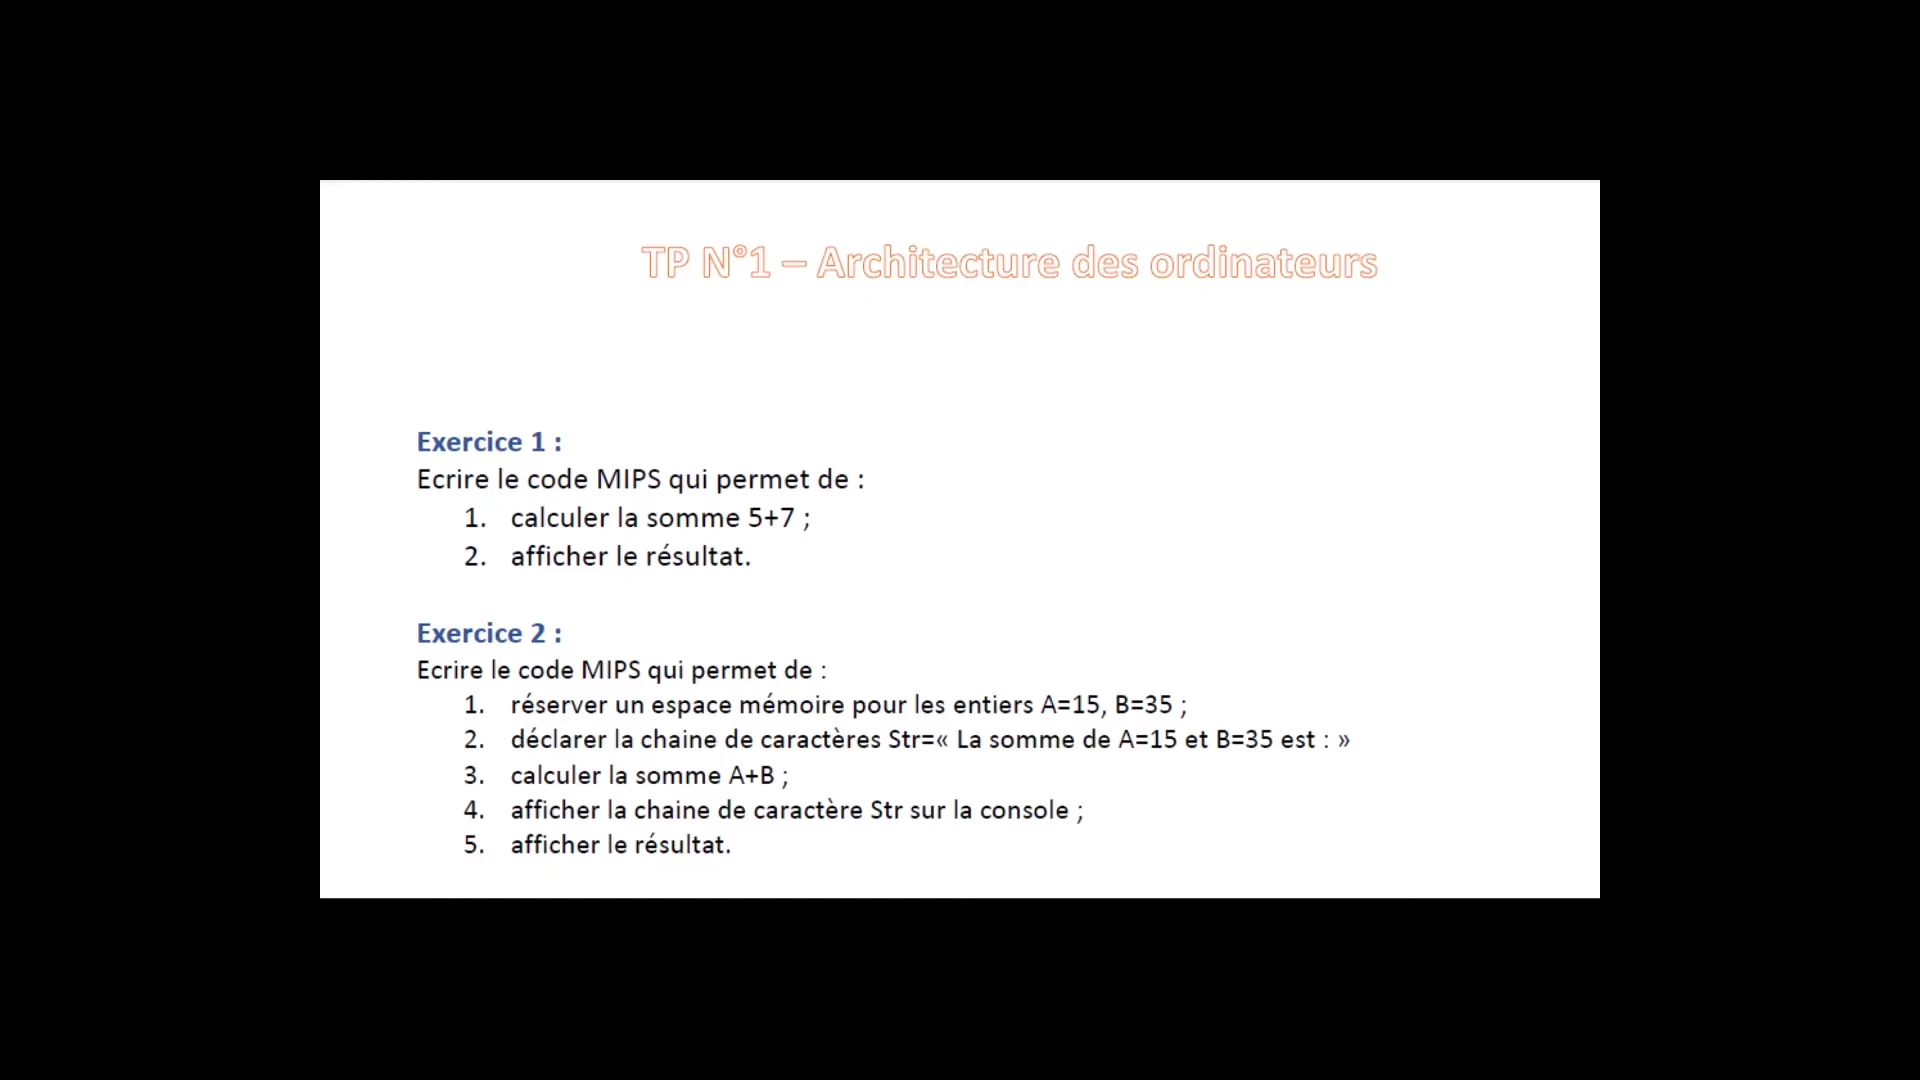 TP N°1 – Architecture des ordinateurs
Exercice 1 :
Ecrire le code MIPS qui permet de :
1. calculer la somme 5+7 ;
2. afficher le résultat.
Exercice 2 :
Ecrire le code MIPS qui permet de :
1. réserver un espace mémoire pour les entiers A=15, B=35 ;
2. déclarer la chaine de caractères Str=« La somme de A=15 et B=35 est : »
3. calculer la somme A+B ;
4. afficher la chaine de caractère Str sur la console ;
5. afficher le résultat.